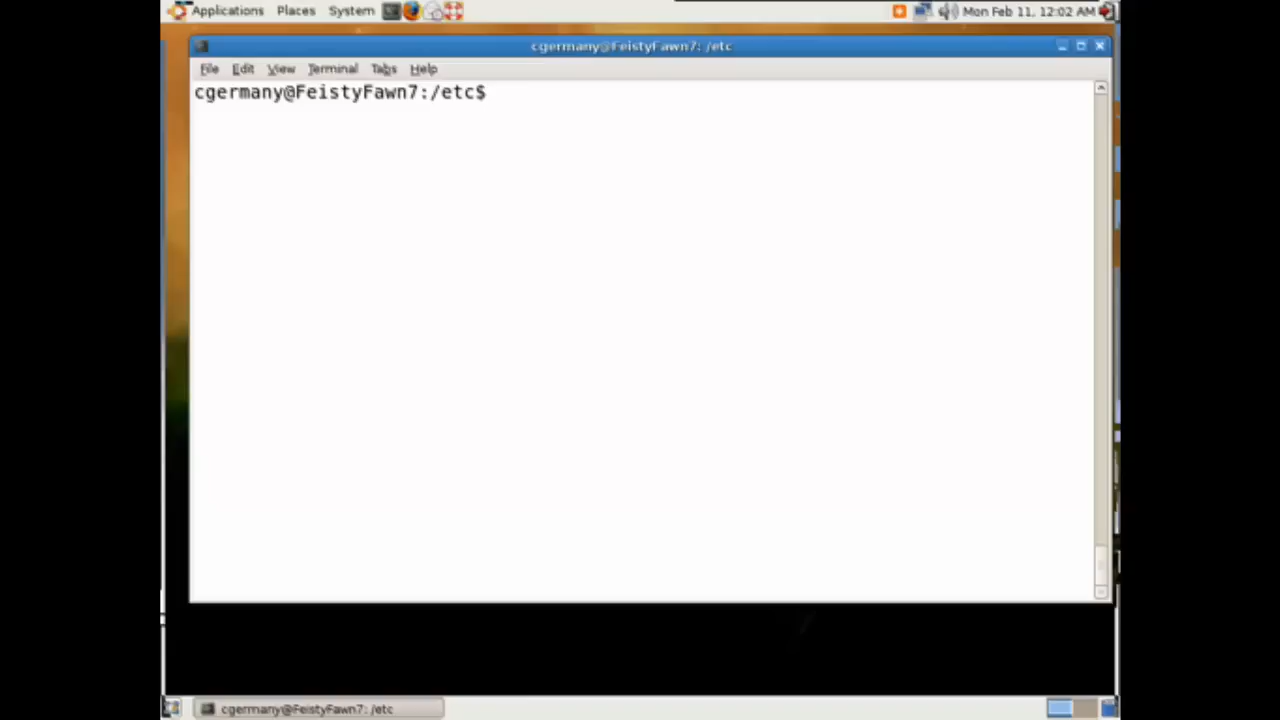 Applications Places System Mon Feb 11, 12:02 AM
cgermany@FeistyFawn7: /etc
File Edit View Terminal Tabs Help
cgermany@FeistyFawn7:/etc$
cgermany@FeistyFawn7: /etc